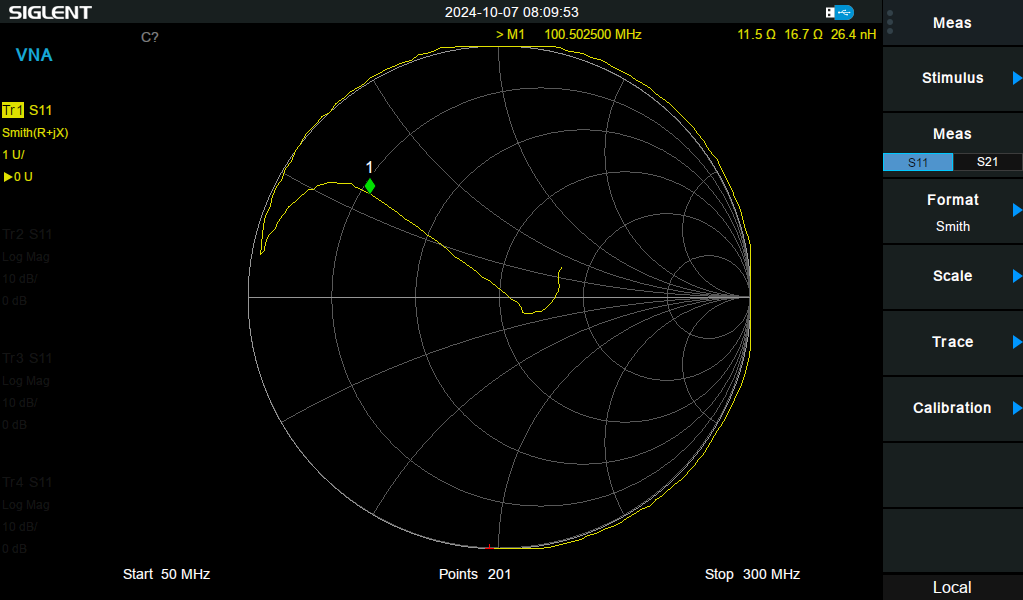 SIGLENT
2024-10-07 08:09:53
Meas
C?
> M1 100.502500 MHz 11.5 Ω 16.7 Ω 26.4 nH
VNA
Stimulus
Tr1 S11
Smith(R+jX)
1 U/
▶0 U
Meas
S11 S21
1
Format
Smith
Tr2 S11
Log Mag
10 dB/
0 dB
Scale
Trace
Tr3 S11
Log Mag
10 dB/
0 dB
Calibration
Tr4 S11
Log Mag
10 dB/
0 dB
Start 50 MHz Points 201 Stop 300 MHz
Local